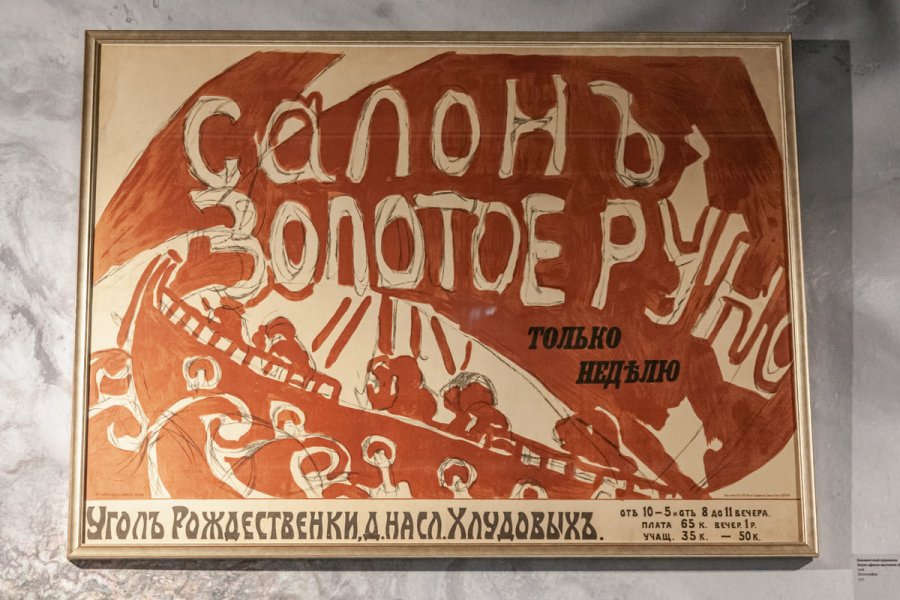 Салонъ
Золотое Руно
ТОЛЬКО
НЕДѢЛЮ
Уголъ Рождественки, д. насл. Хлудовыхъ.
отъ 10–5 и отъ 8 до 11 вечера.
плата 65 к. вечер. 1 р.
учащ. 35 к. — 50 к.